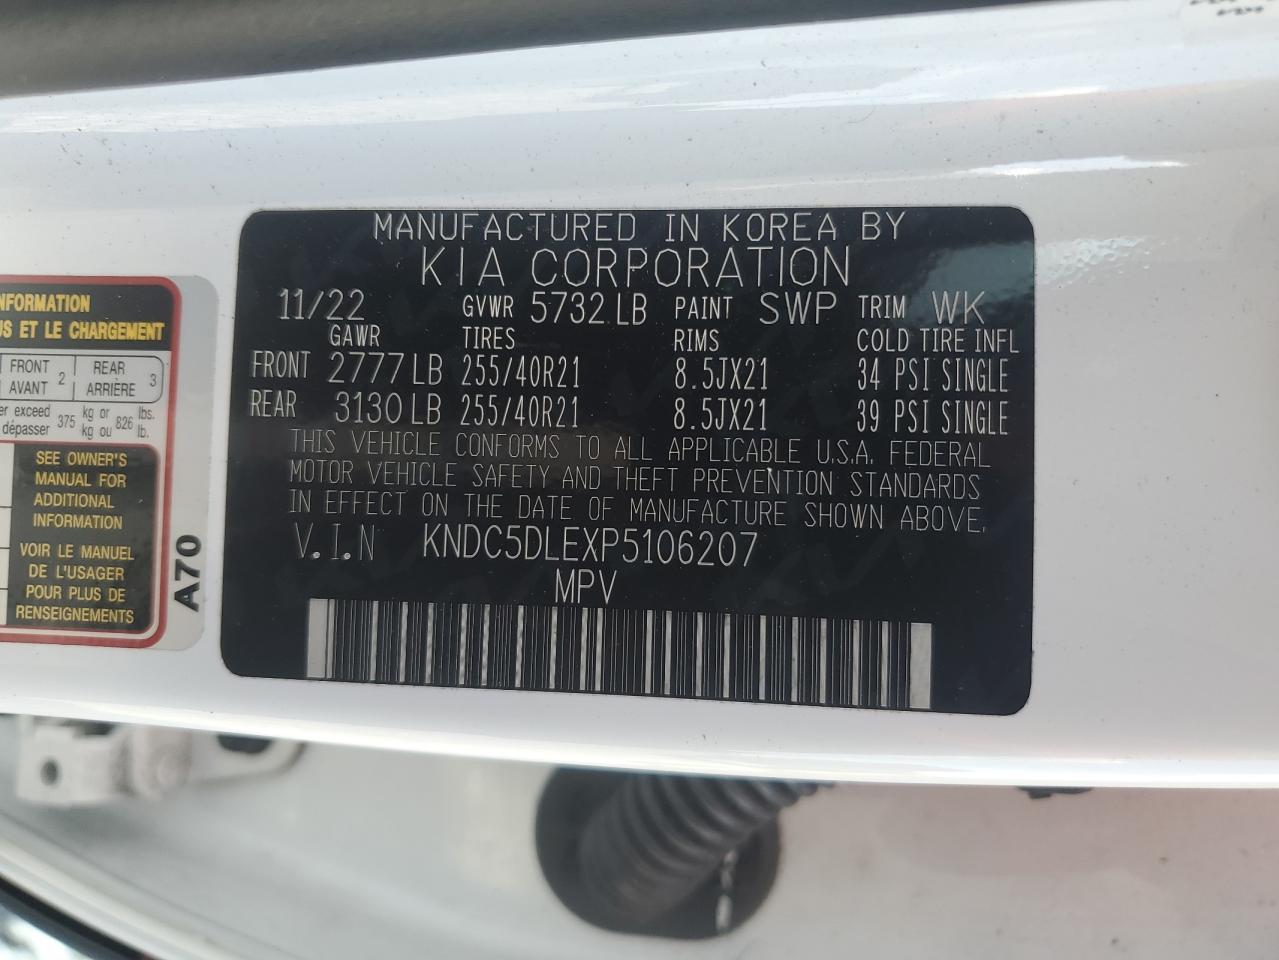 MANUFACTURED IN KOREA BY
KIA CORPORATION
11/22 GVWR 5732 LB PAINT SWP TRIM WK
GAWR TIRES RIMS COLD TIRE INFL
FRONT 2777 LB 255/40R21 8.5JX21 34 PSI SINGLE
REAR 3130 LB 255/40R21 8.5JX21 39 PSI SINGLE
THIS VEHICLE CONFORMS TO ALL APPLICABLE U.S.A. FEDERAL
MOTOR VEHICLE SAFETY AND THEFT PREVENTION STANDARDS
IN EFFECT ON THE DATE OF MANUFACTURE SHOWN ABOVE.
V.I.N KNDC5DLEXP5106207
MPV
ET LE CHARGEMENT
FRONT 2 REAR 3
AVANT ARRIÈRE
exceed 375 kg or 826 lbs.
dépasser kg ou lb.
SEE OWNER'S
MANUAL FOR
ADDITIONAL
INFORMATION
VOIR LE MANUEL
DE L'USAGER
POUR PLUS DE
RENSEIGNEMENTS
A70